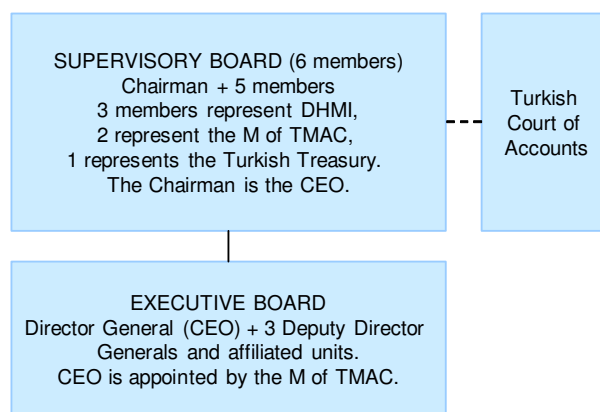 SUPERVISORY BOARD (6 members)
Chairman + 5 members
3 members represent DHMI,
2 represent the M of TMAC,
1 represents the Turkish Treasury.
The Chairman is the CEO.
Turkish
Court of
Accounts
EXECUTIVE BOARD
Director General (CEO) + 3 Deputy Director
Generals and affiliated units.
CEO is appointed by the M of TMAC.